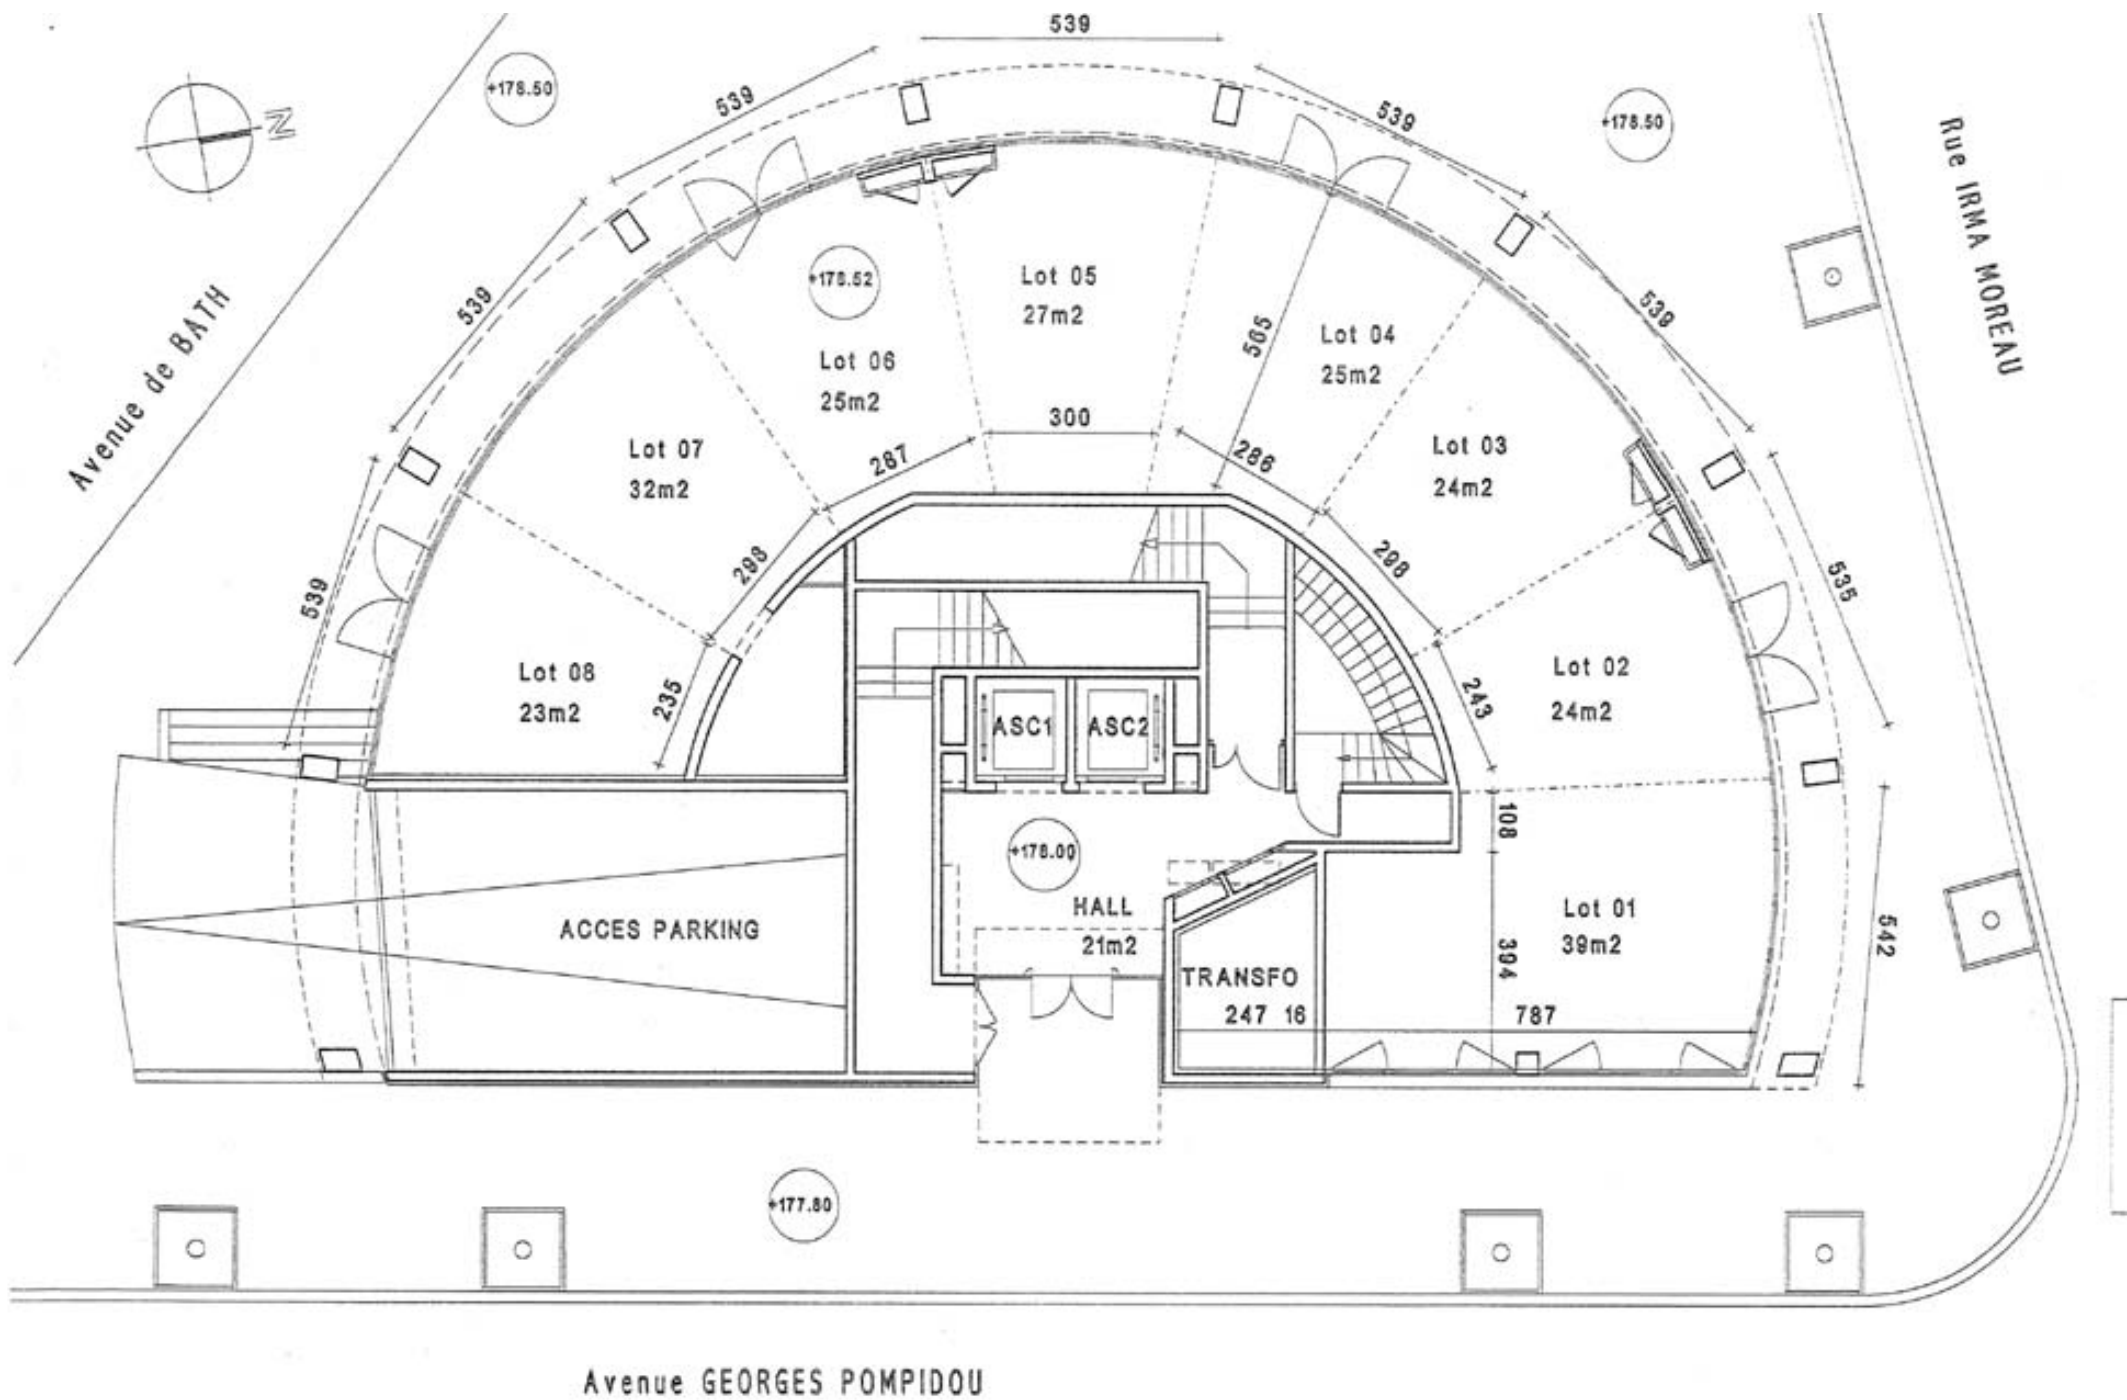 539
+178.50
539
539
+178.50
N
Rue IRMA MOREAU
539
539
Avenue de BATH
+178.52
Lot 05
27m2
Lot 04
25m2
565
Lot 06
25m2
300
287
286
Lot 07
32m2
Lot 03
24m2
298
298
539
535
Lot 08
23m2
235
243
Lot 02
24m2
ASC1
ASC2
108
+178.00
HALL
21m2
Lot 01
39m2
542
ACCES PARKING
394
TRANSFO
247 16
787
+177.80
Avenue GEORGES POMPIDOU